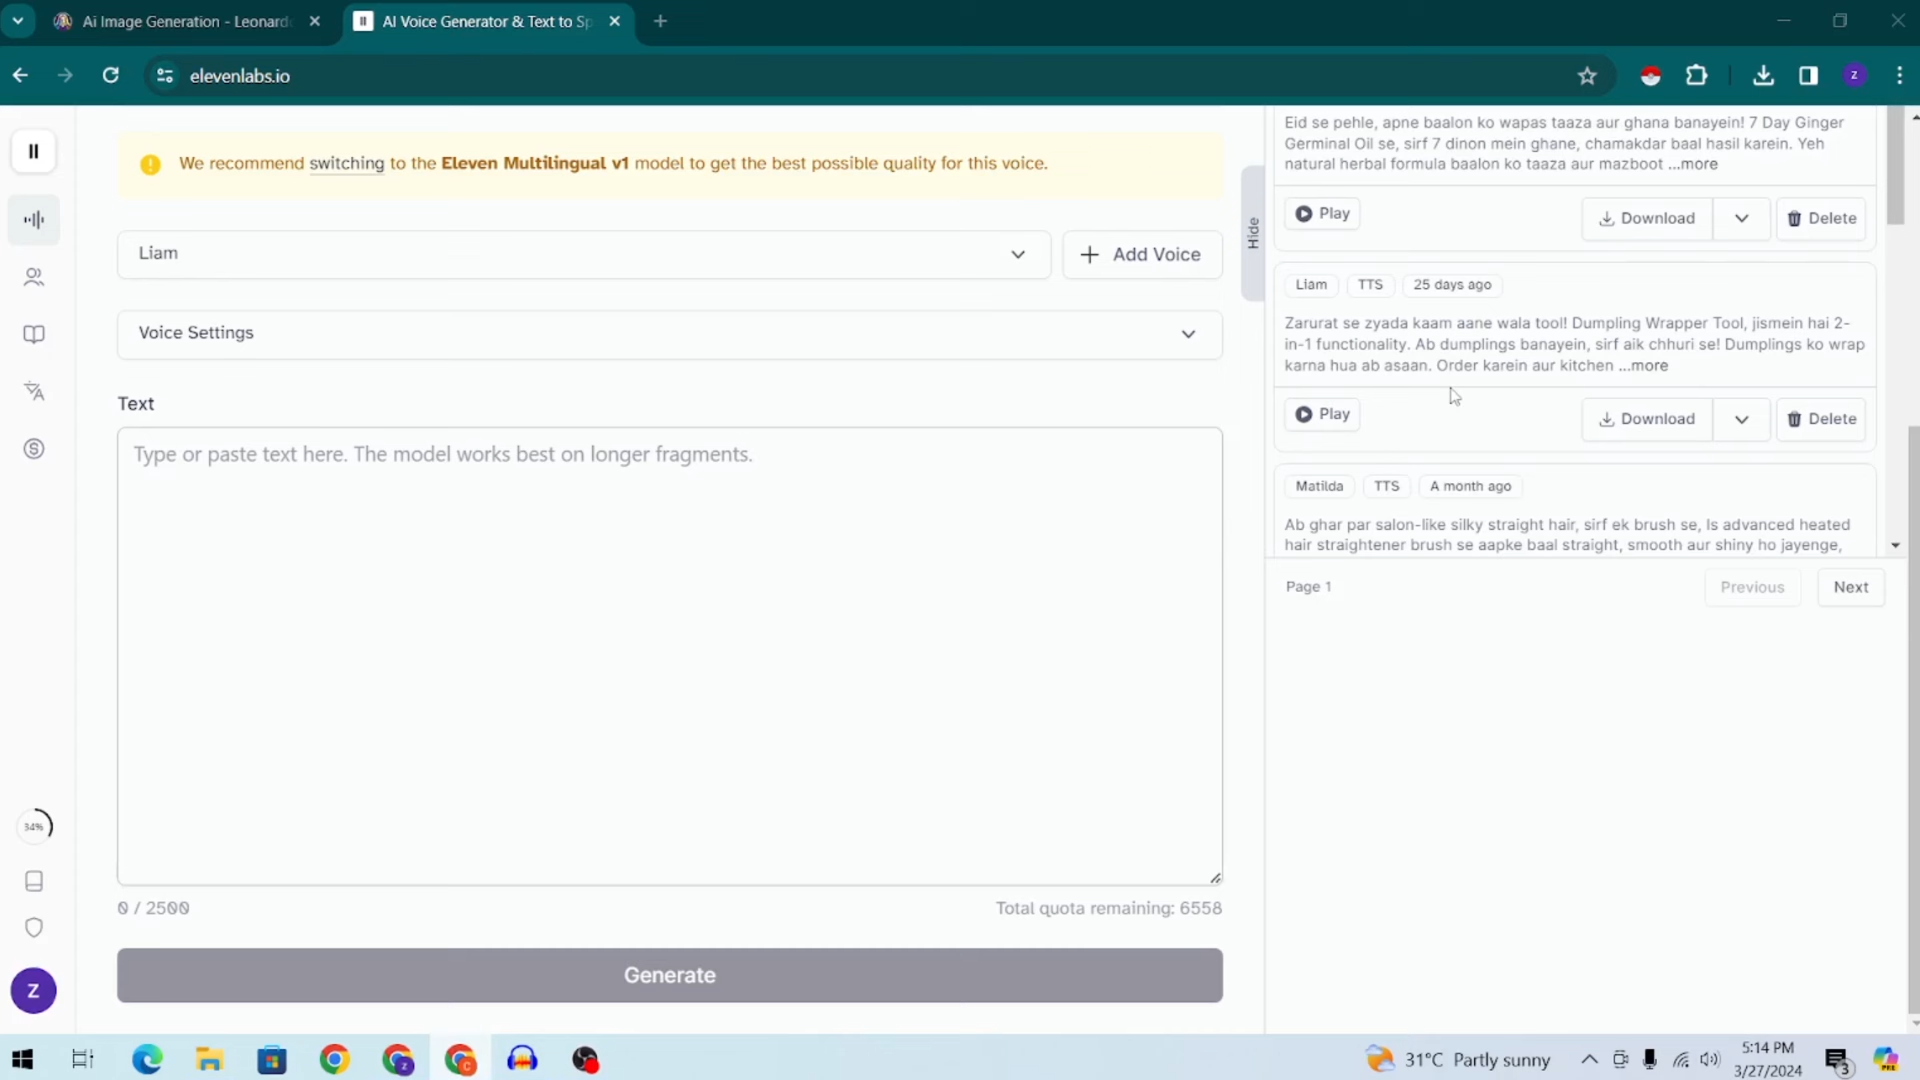 Ai Image Generation - Leonard
AI Voice Generator & Text to Sp
elevenlabs.io
Z
We recommend switching to the Eleven Multilingual v1 model to get the best possible quality for this voice.
Liam
Add Voice
Voice Settings
Text
Type or paste text here. The model works best on longer fragments.
0 / 2500
Total quota remaining: 6558
Generate
34%
Z
Hide
Eid se pehle, apne baalon ko wapas taaza aur ghana banayein! 7 Day Ginger
Germinal Oil se, sirf 7 dinon mein ghane, chamakdar baal hasil karein. Yeh
natural herbal formula baalon ko taaza aur mazboot ...more
Play
Download
Delete
Liam
TTS
25 days ago
Zarurat se zyada kaam aane wala tool! Dumpling Wrapper Tool, jismein hai 2-
in-1 functionality. Ab dumplings banayein, sirf aik chhuri se! Dumplings ko wrap
karna hua ab asaan. Order karein aur kitchen ...more
Play
Download
Delete
Matilda
TTS
A month ago
Ab ghar par salon-like silky straight hair, sirf ek brush se, Is advanced heated
hair straightener brush se aapke baal straight, smooth aur shiny ho jayenge,
Page 1
Previous
Next
31°C Partly sunny
5:14 PM
3/27/2024
3
PRE